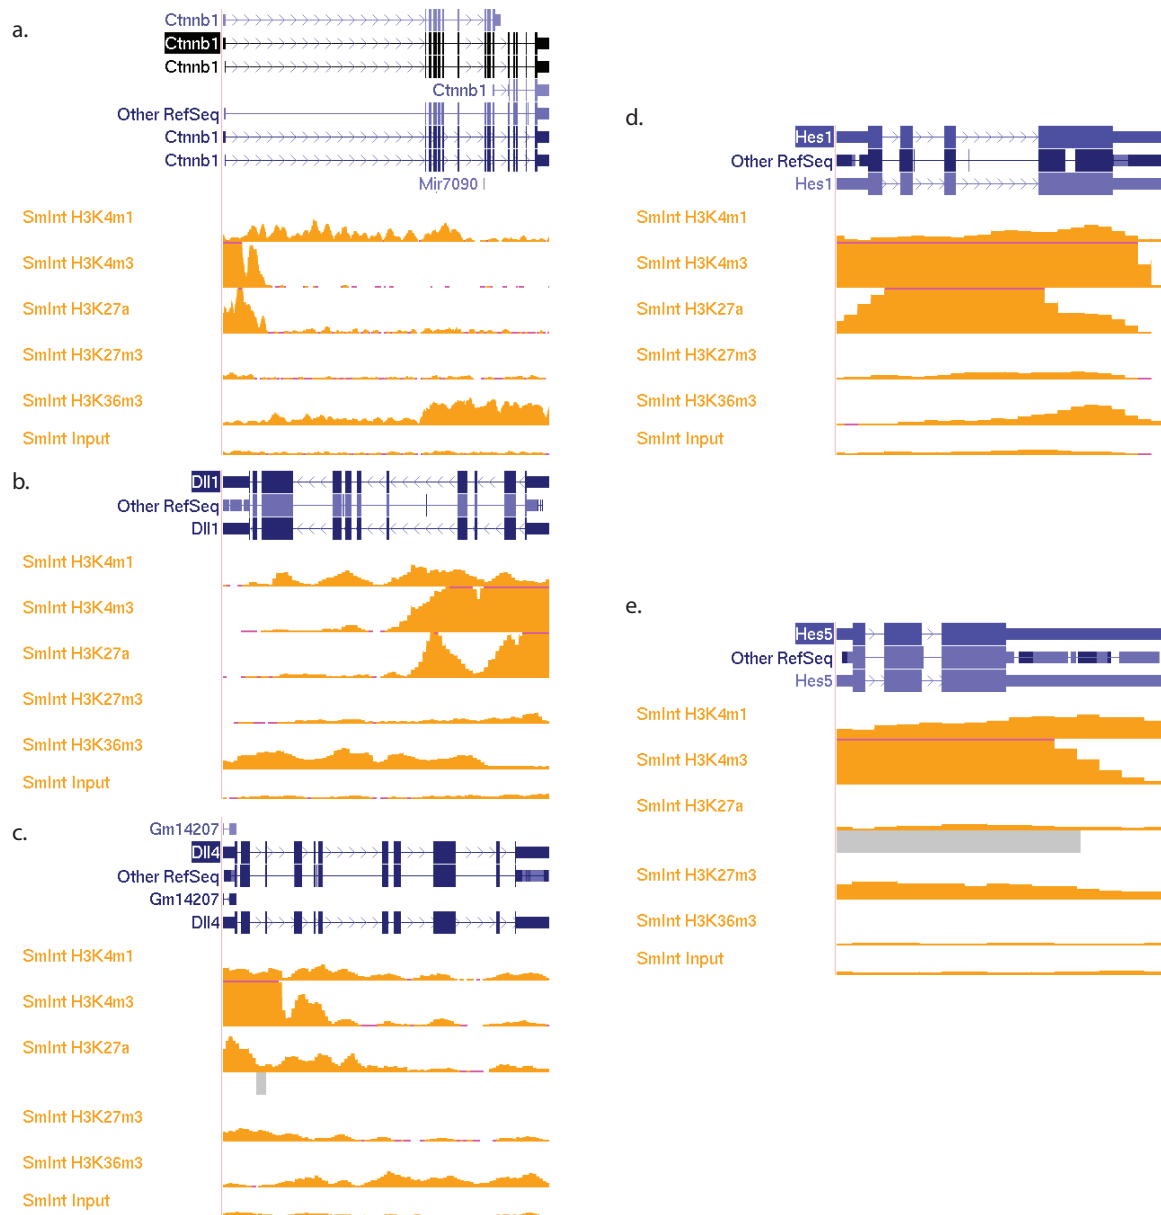 a.
Ctnnb1
Ctnnb1
Ctnnb1
Ctnnb1
Other RefSeq
Ctnnb1
Ctnnb1
Mir7090
SmInt H3K4m1
SmInt H3K4m3
SmInt H3K27a
SmInt H3K27m3
SmInt H3K36m3
SmInt Input
b.
Dll1
Other RefSeq
Dll1
SmInt H3K4m1
SmInt H3K4m3
SmInt H3K27a
SmInt H3K27m3
SmInt H3K36m3
SmInt Input
c.
Gm14207
Dll4
Other RefSeq
Gm14207
Dll4
SmInt H3K4m1
SmInt H3K4m3
SmInt H3K27a
SmInt H3K27m3
SmInt H3K36m3
SmInt Input
d.
Hes1
Other RefSeq
Hes1
SmInt H3K4m1
SmInt H3K4m3
SmInt H3K27a
SmInt H3K27m3
SmInt H3K36m3
SmInt Input
e.
Hes5
Other RefSeq
Hes5
SmInt H3K4m1
SmInt H3K4m3
SmInt H3K27a
SmInt H3K27m3
SmInt H3K36m3
SmInt Input